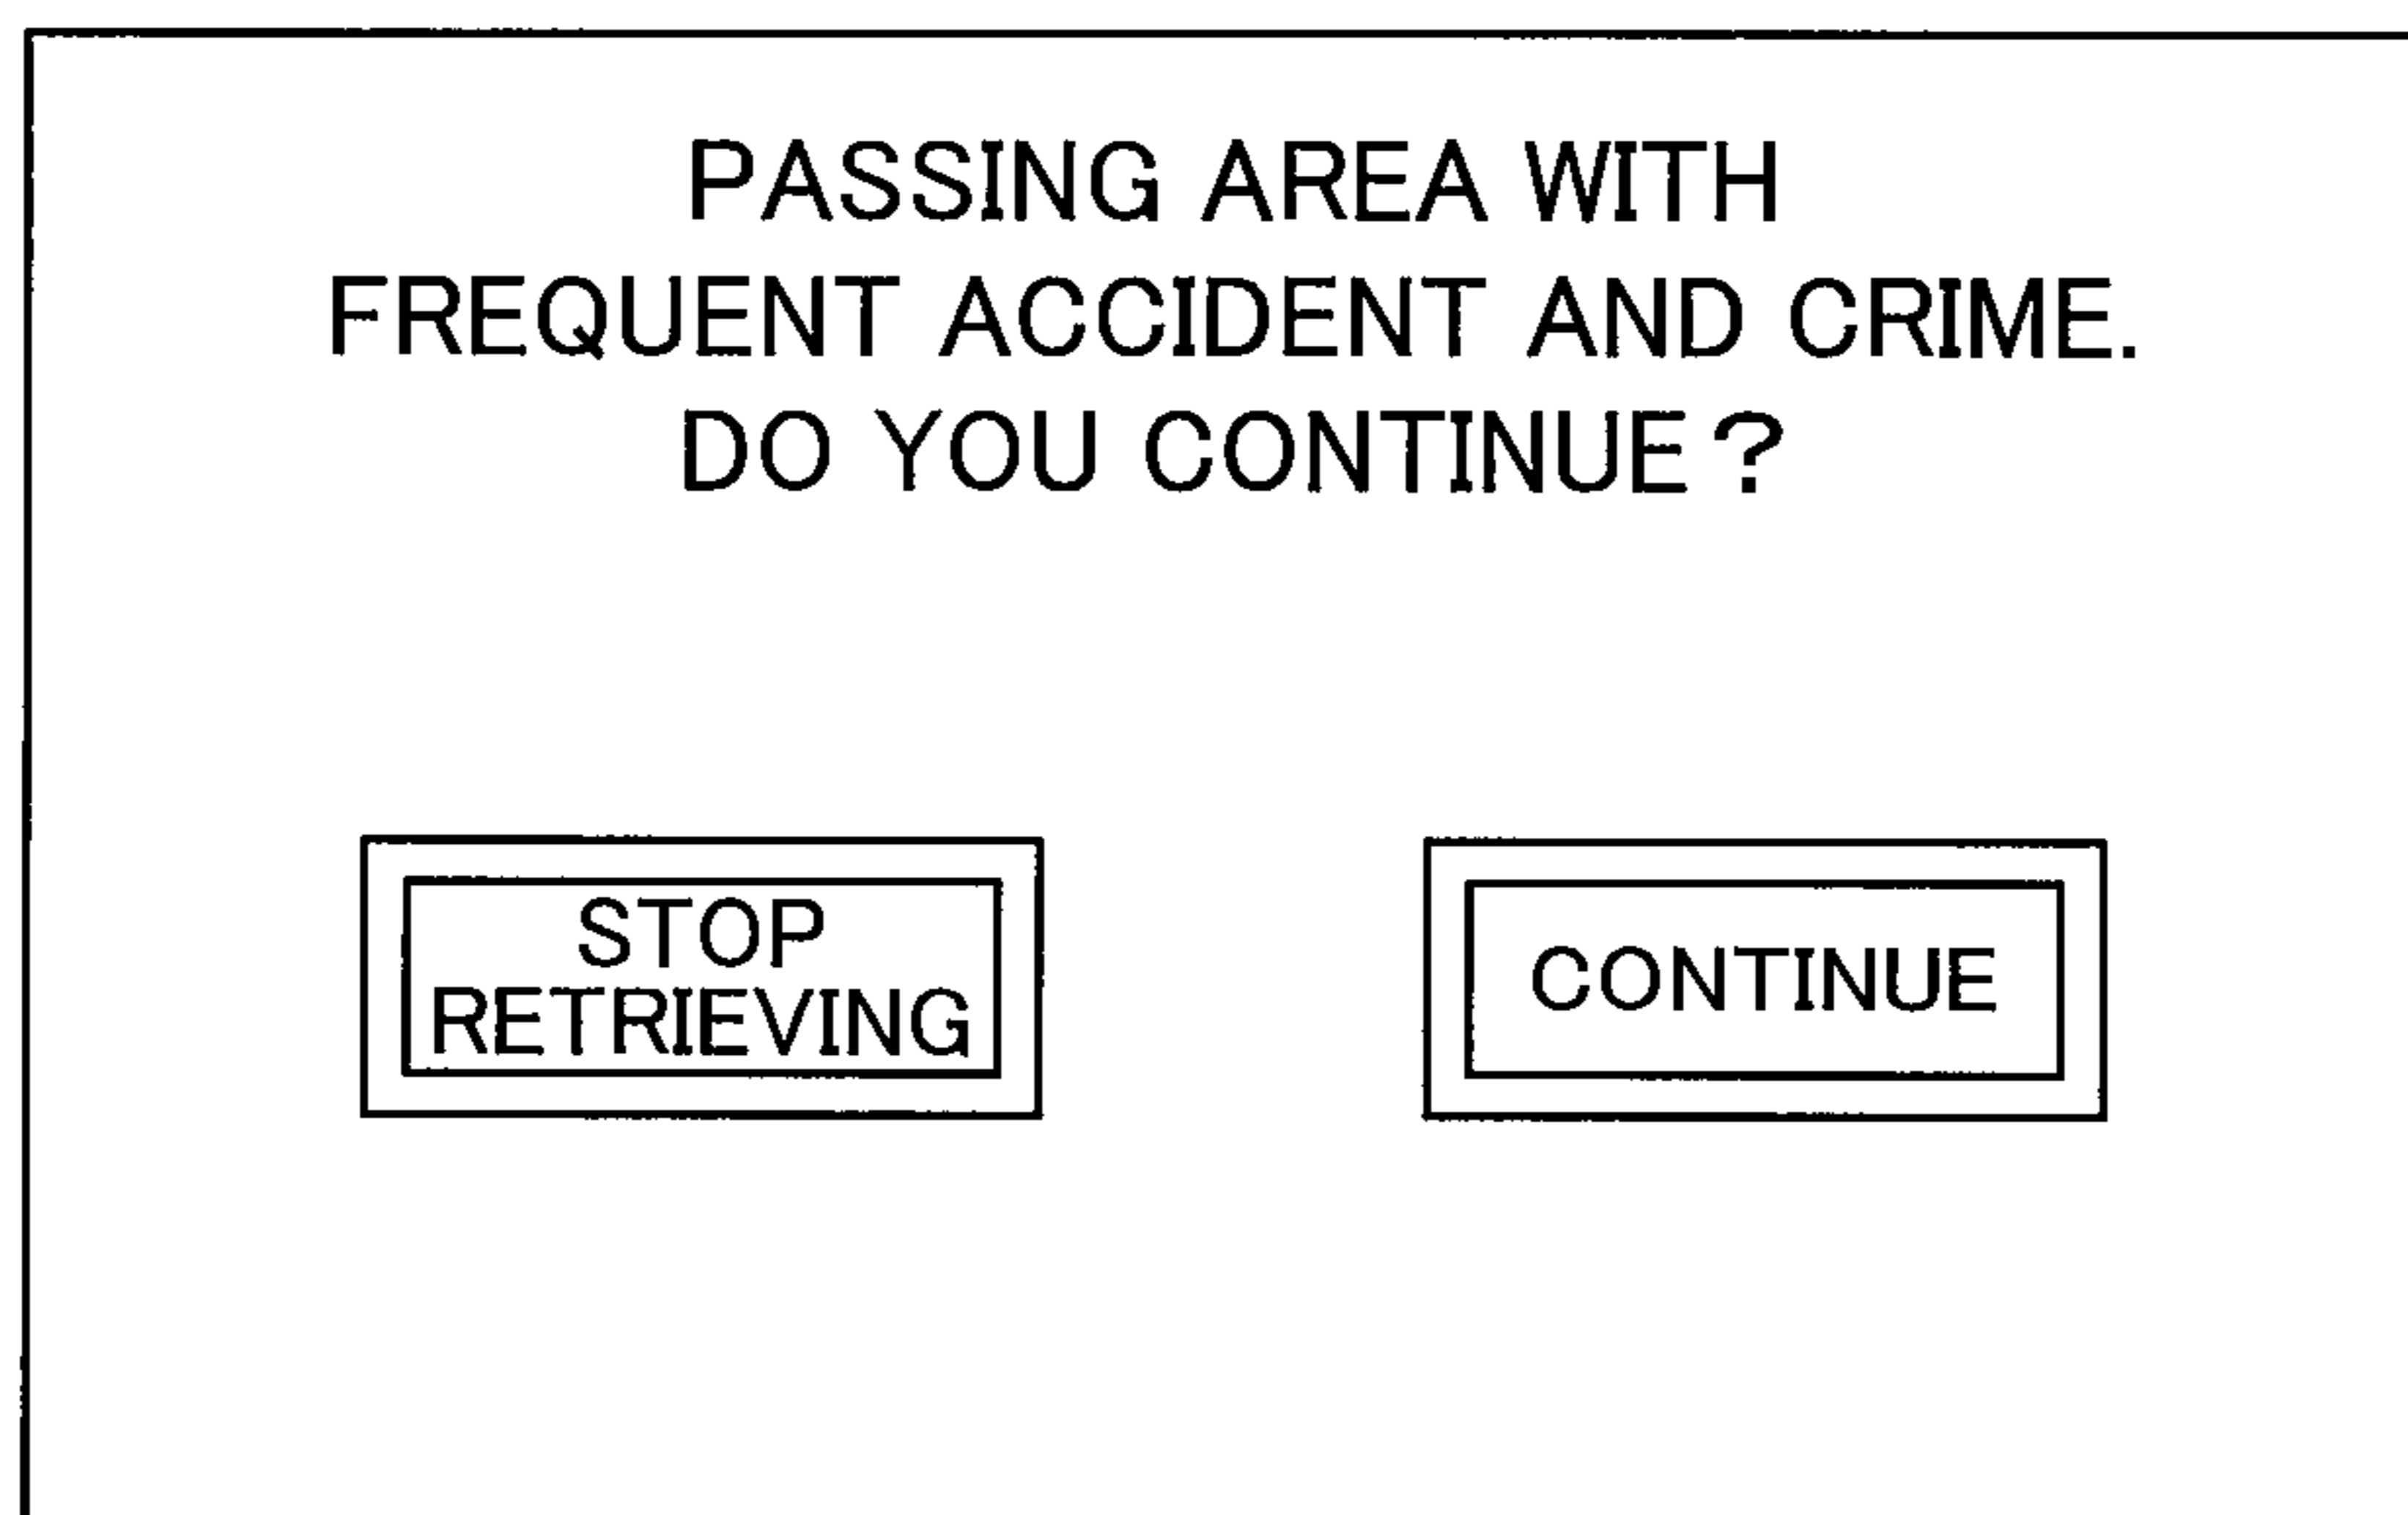 PASSING AREA WITH
FREQUENT ACCIDENT AND CRIME.
DO YOU CONTINUE?
STOP
RETRIEVING
CONTINUE